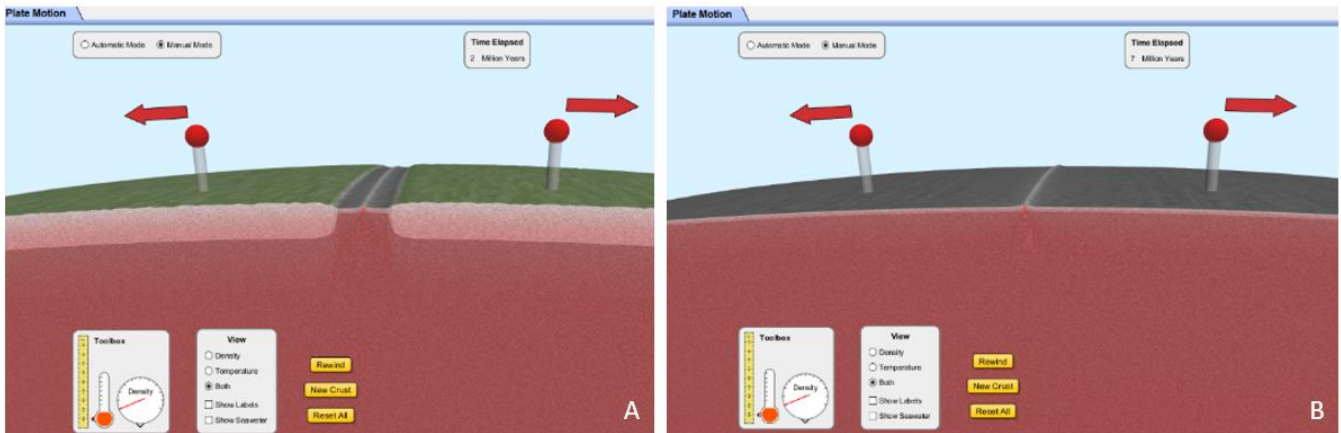 Plate Motion
Automatic Mode Manual Mode
Time Elapsed
2 Million Years
Toolbox
Density
View
Density
Temperature
Both
Show Labels
Show Seawater
Rewind
New Crust
Reset All
A
Plate Motion
Automatic Mode Manual Mode
Time Elapsed
7 Million Years
Toolbox
Density
View
Density
Temperature
Both
Show Labels
Show Seawater
Rewind
New Crust
Reset All
B